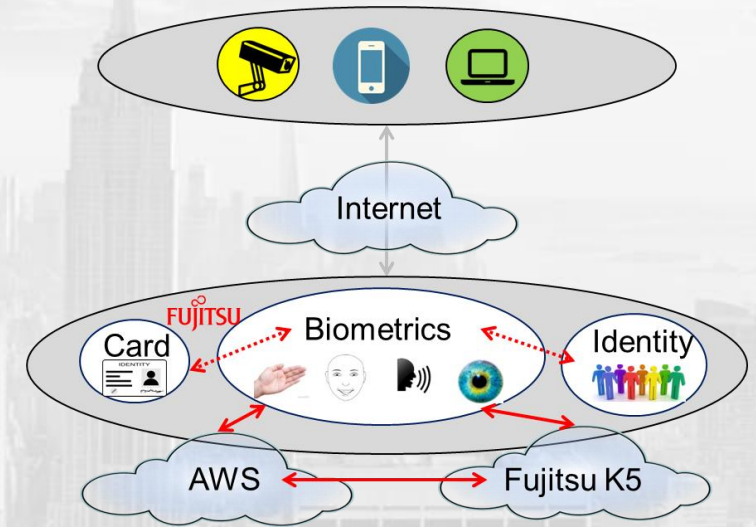 Internet
FUJITSU
Biometrics
Card
Identity
IDENTITY
AWS
Fujitsu K5